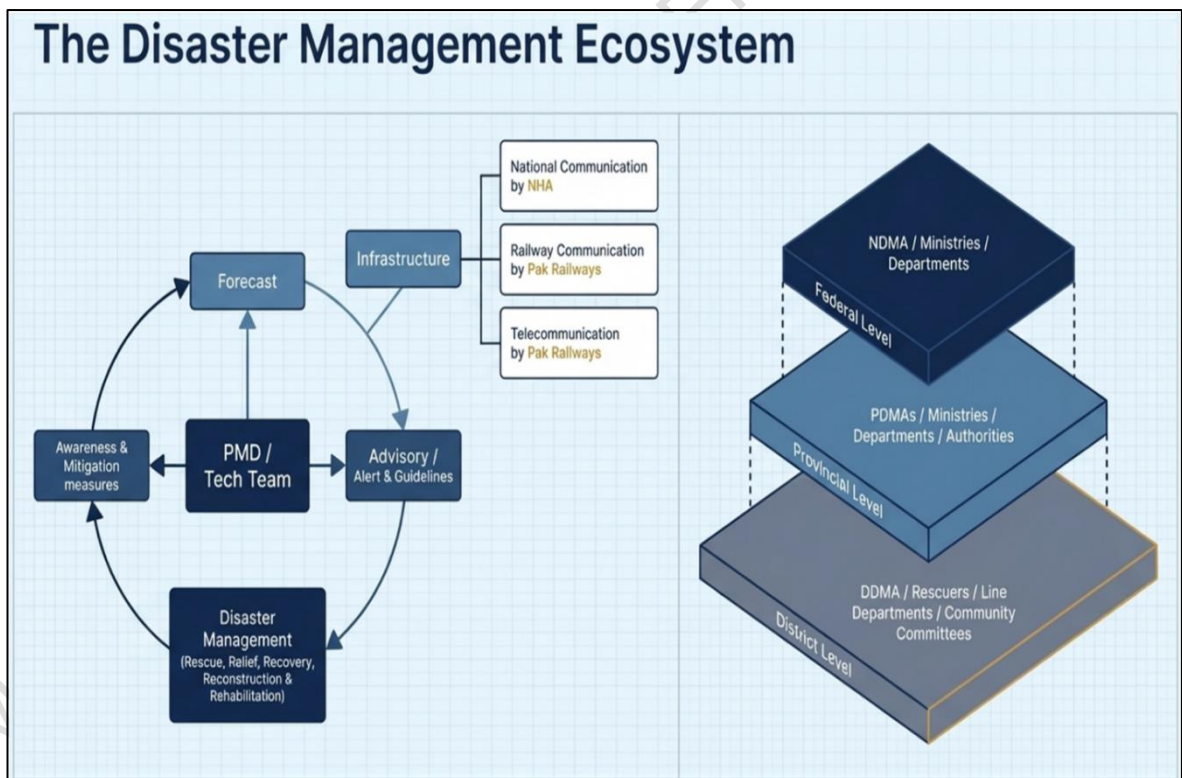 The Disaster Management Ecosystem
National Communication
by NHA
Railway Communication
by Pak Railways
Telecommunication
by Pak Railways
Infrastructure
Forecast
Awareness &
Mitigation
measures
PMD /
Tech Team
Advisory /
Alert & Guidelines
Disaster
Management
(Rescue, Relief, Recovery,
Reconstruction &
Rehabilitation)
NDMA / Ministries /
Departments
Federal Level
PDMAs / Ministries /
Departments / Authorities
Provincial Level
DDMA / Rescuers / Line
Departments / Community
Committees
District Level